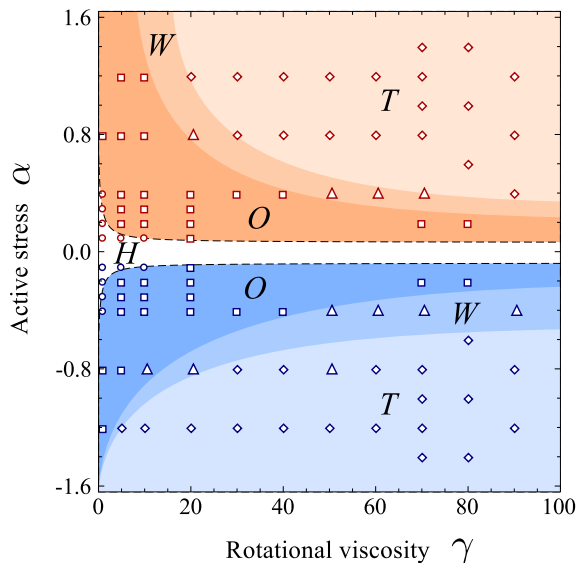 1.6
W
T
0.8
O
Active stress α
0.0
H
O
W
-0.8
T
-1.6
0 20 40 60 80 100
Rotational viscosity γ